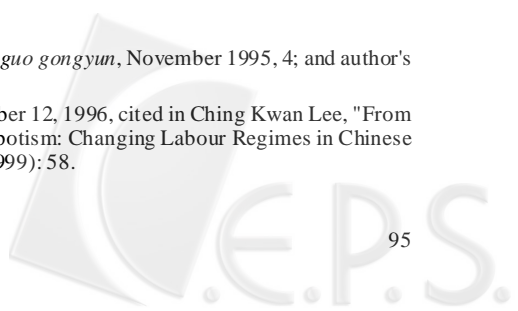 guo gongyun, November 1995, 4; and author's
ber 12, 1996, cited in Ching Kwan Lee, "From
potism: Changing Labour Regimes in Chinese
999): 58.
95
C.E.P.S.